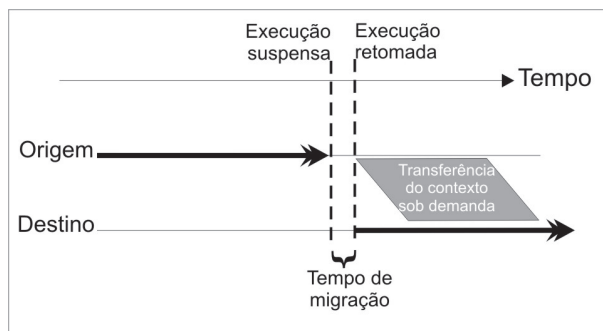 Execução
suspensa
Execução
retomada
Tempo
Origem
Transferência
do contexto
sob demanda
Destino
Tempo de
migração